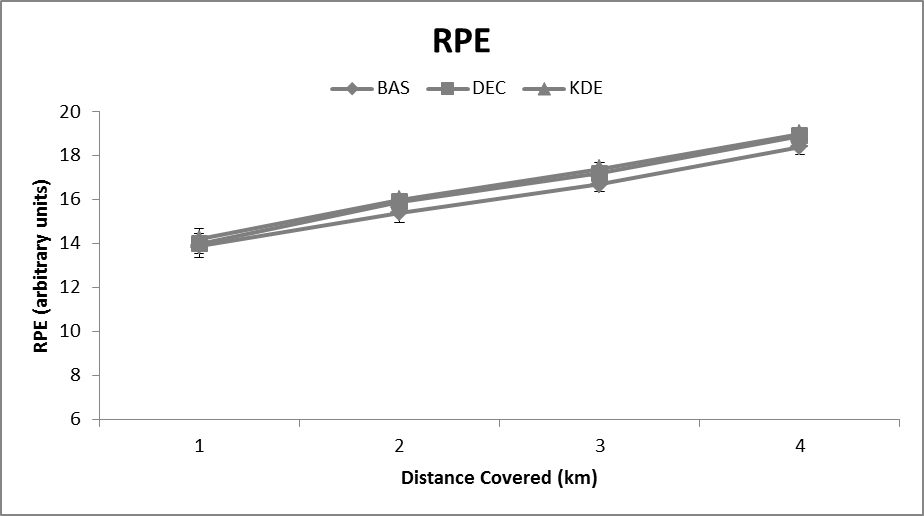 RPE
BAS DEC KDE
20
18
16
14
12
10
8
6
RPE (arbitrary units)
1 2 3 4
Distance Covered (km)